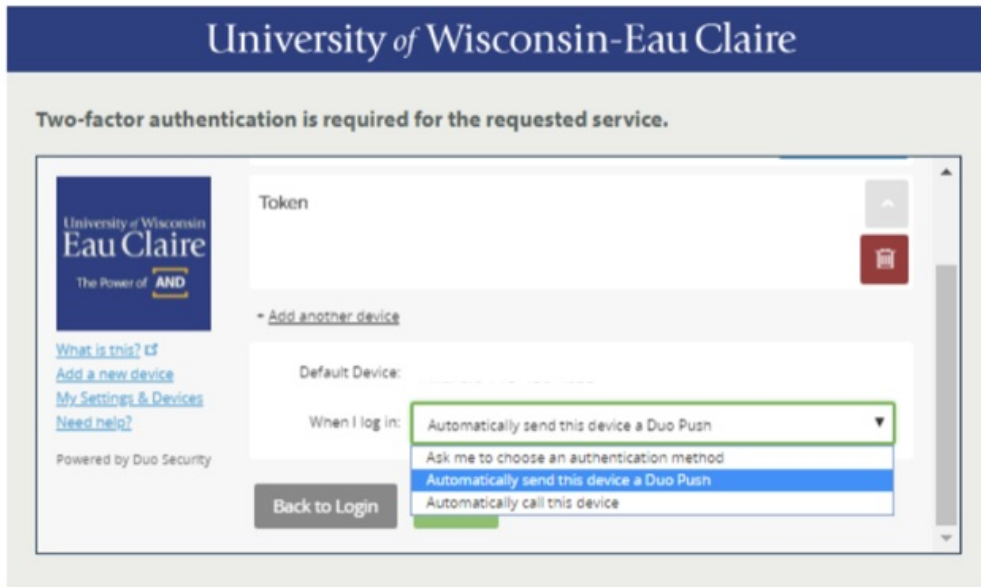 University of Wisconsin-Eau Claire
Two-factor authentication is required for the requested service.
University of Wisconsin
Eau Claire
The Power of AND
What is this?
Add a new device
My Settings & Devices
Need help?
Powered by Duo Security
Token
+ Add another device
Default Device:
When I log in: Automatically send this device a Duo Push
Ask me to choose an authentication method
Automatically send this device a Duo Push
Automatically call this device
Back to Login